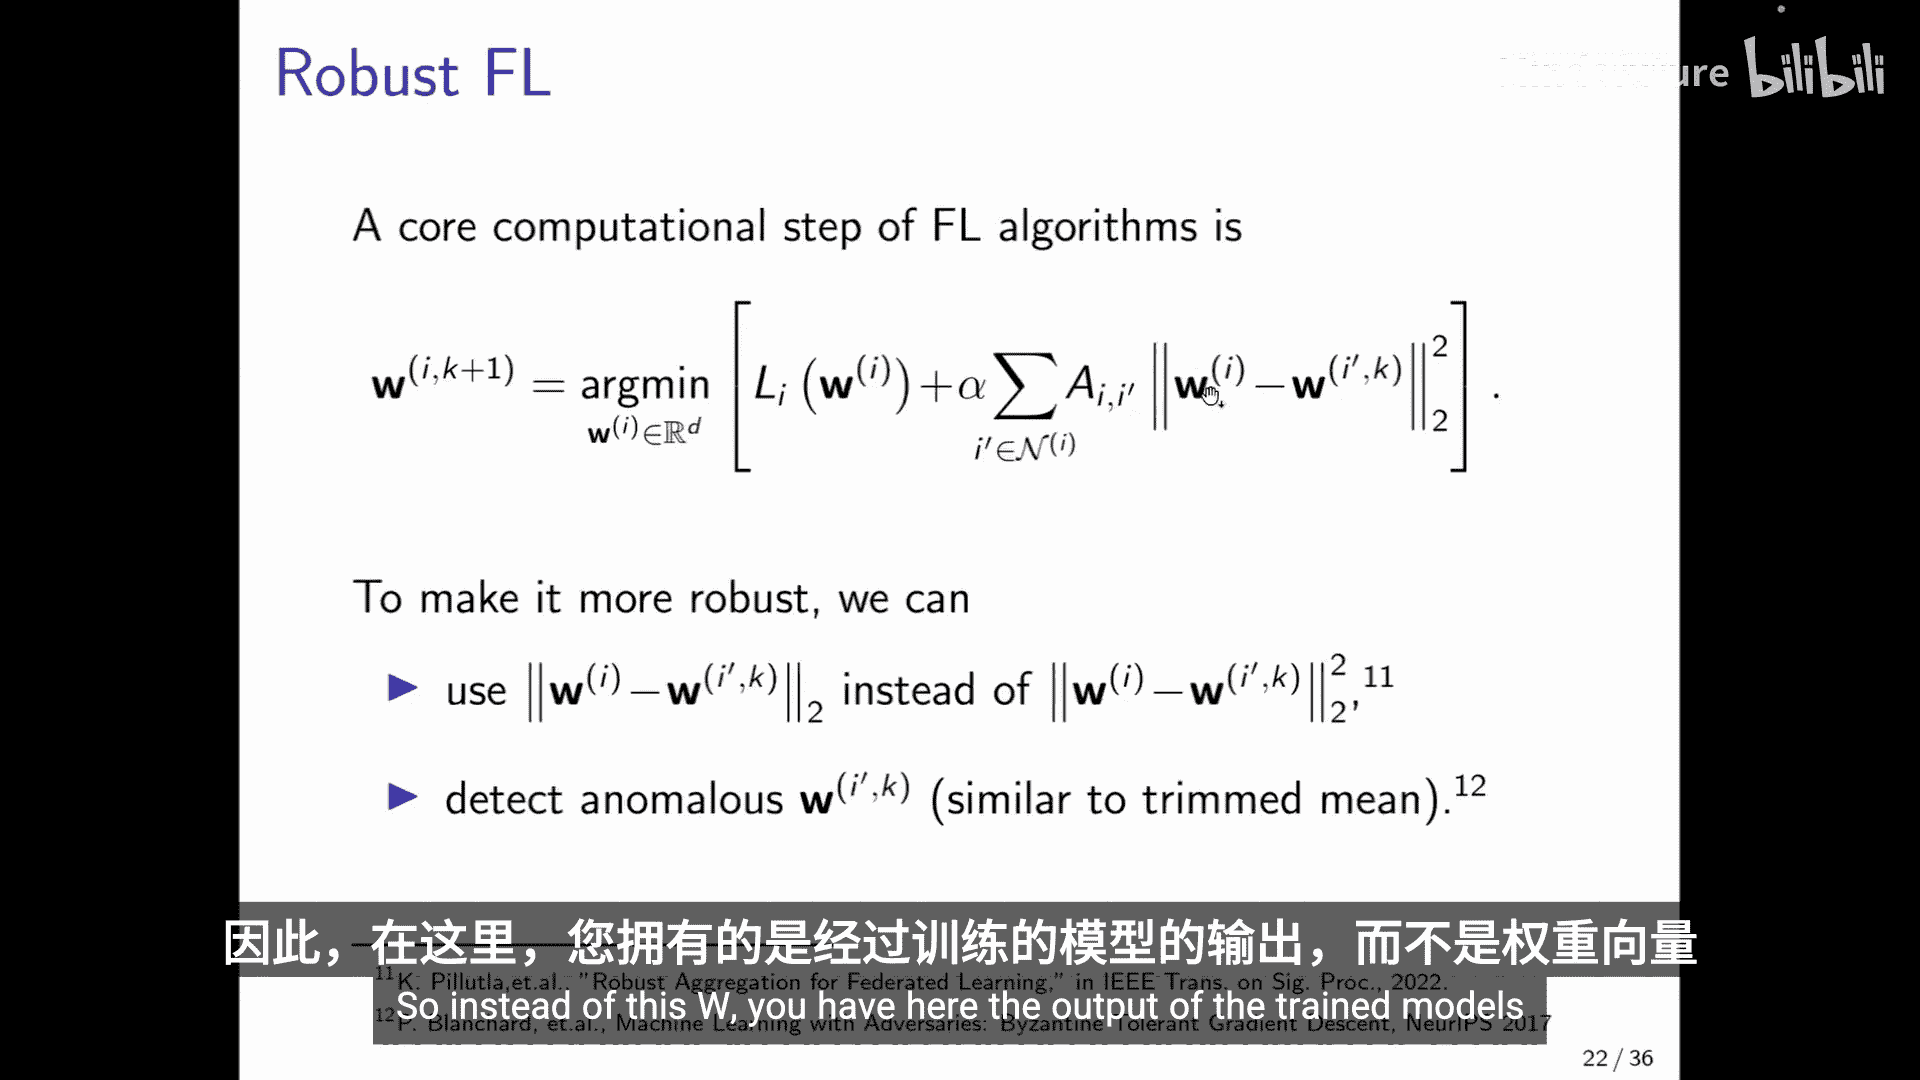 Robust FL
ure bilibili
A core computational step of FL algorithms is
w^(i,k+1) = argmin_{w^(i)∈ℝ^d} [ L_i (w^(i)) + α ∑_{i′∈𝒩^(i)} A_{i,i′} ‖w^(i) − w^(i′,k)‖_2^2 ] .
To make it more robust, we can
▶ use ‖w^(i) − w^(i′,k)‖_2 instead of ‖w^(i) − w^(i′,k)‖_2^2,^11
▶ detect anomalous w^(i′,k) (similar to trimmed mean).^12
因此，在这里，您拥有的是经过训练的模型的输出，而不是权重向量
^11 K. Pillutla,et.al., "Robust Aggregation for Federated Learning," in IEEE Trans. on Sig. Proc., 2022.
So instead of this W, you have here the output of the trained models
^12 P. Blanchard, et.al., Machine Learning with Adversaries: Byzantine Tolerant Gradient Descent, NeurIPS 2017
22 / 36